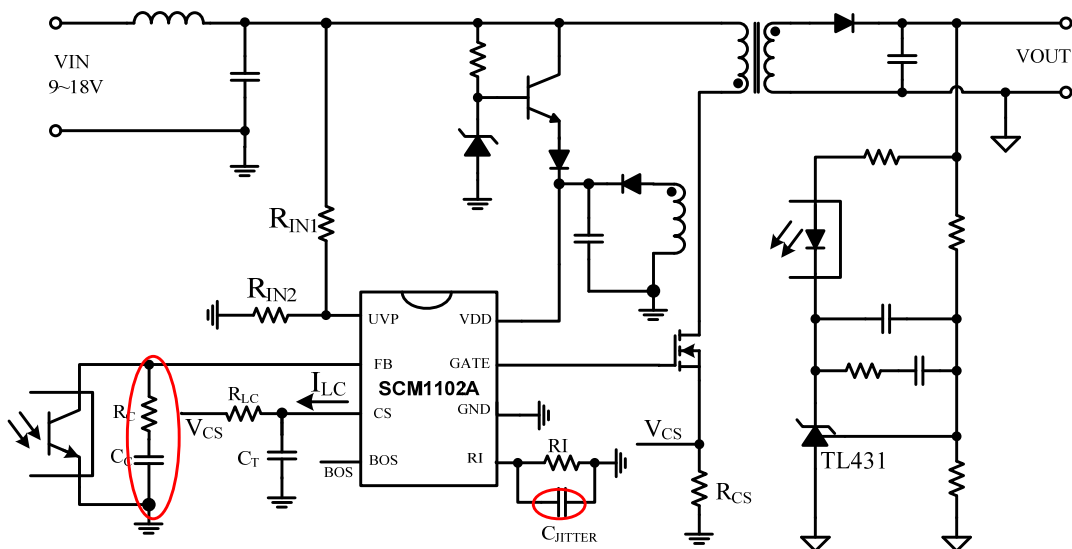 VIN
9~18V
VOUT
RIN1
RIN2
UVP
VDD
FB
GATE
SCM1102A
RC
RLC
ILC
CS
GND
VCS
VCS
TL431
CC
CT
BOS
BOS
RI
RI
RCS
CJITTER